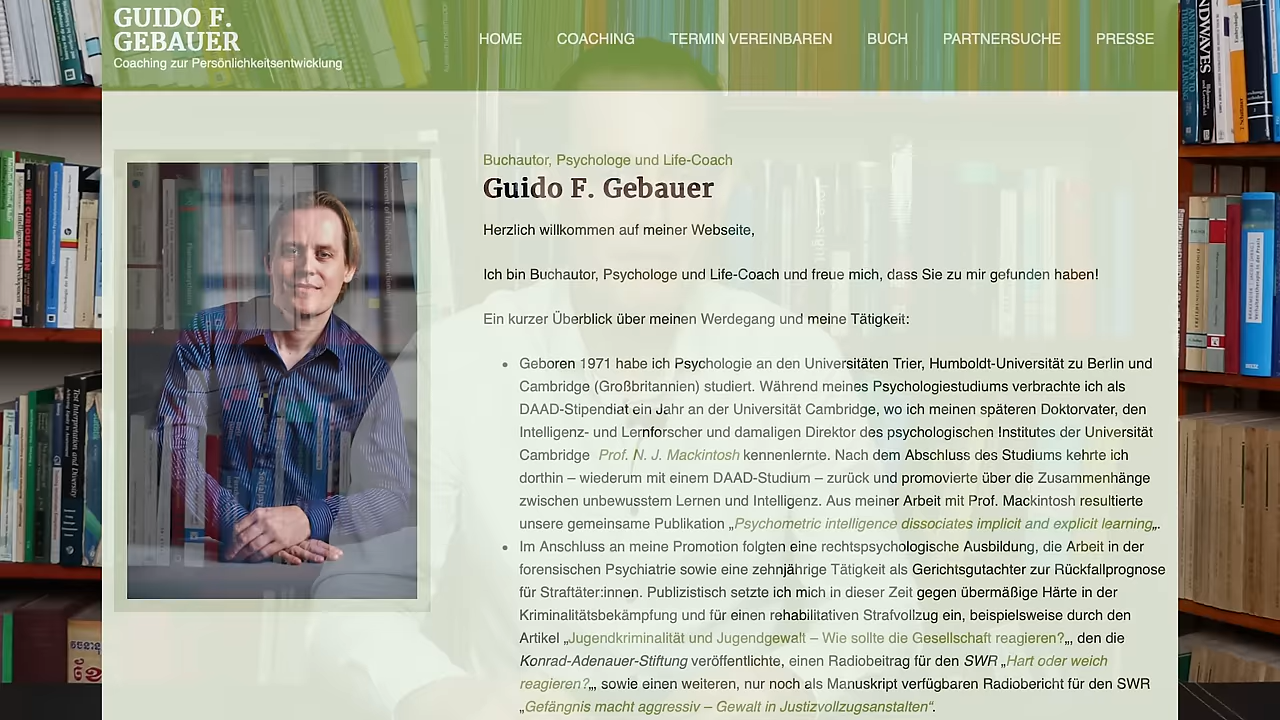 GUIDO F.
GEBAUER
Coaching zur Persönlichkeitsentwicklung
HOME COACHING TERMIN VEREINBAREN BUCH PARTNERSUCHE PRESSE
Buchautor, Psychologe und Life-Coach
Guido F. Gebauer
Herzlich willkommen auf meiner Webseite,
Ich bin Buchautor, Psychologe und Life-Coach und freue mich, dass Sie zu mir gefunden haben!
Ein kurzer Überblick über meinen Werdegang und meine Tätigkeit:
Geboren 1971 habe ich Psychologie an den Universitäten Trier, Humboldt-Universität zu Berlin und
Cambridge (Großbritannien) studiert. Während meines Psychologiestudiums verbrachte ich als
DAAD-Stipendiat ein Jahr an der Universität Cambridge, wo ich meinen späteren Doktorvater, den
Intelligenz- und Lernforscher und damaligen Direktor des psychologischen Institutes der Universität
Cambridge Prof. N. J. Mackintosh kennenlernte. Nach dem Abschluss des Studiums kehrte ich
dorthin – wiederum mit einem DAAD-Studium – zurück und promovierte über die Zusammenhänge
zwischen unbewusstem Lernen und Intelligenz. Aus meiner Arbeit mit Prof. Mackintosh resultierte
unsere gemeinsame Publikation „Psychometric intelligence dissociates implicit and explicit learning„.
Im Anschluss an meine Promotion folgten eine rechtspsychologische Ausbildung, die Arbeit in der
forensischen Psychiatrie sowie eine zehnjährige Tätigkeit als Gerichtsgutachter zur Rückfallprognose
für Straftäter:innen. Publizistisch setzte ich mich in dieser Zeit gegen übermäßige Härte in der
Kriminalitätsbekämpfung und für einen rehabilitativen Strafvollzug ein, beispielsweise durch den
Artikel „Jugendkriminalität und Jugendgewalt – Wie sollte die Gesellschaft reagieren?„, den die
Konrad-Adenauer-Stiftung veröffentlichte, einen Radiobeitrag für den SWR „Hart oder weich
reagieren?„, sowie einen weiteren, nur noch als Manuskript verfügbaren Radiobericht für den SWR
„Gefängnis macht aggressiv – Gewalt in Justizvollzugsanstalten“.
THE CURIOUS MAN
Test Interpretation and Diversity